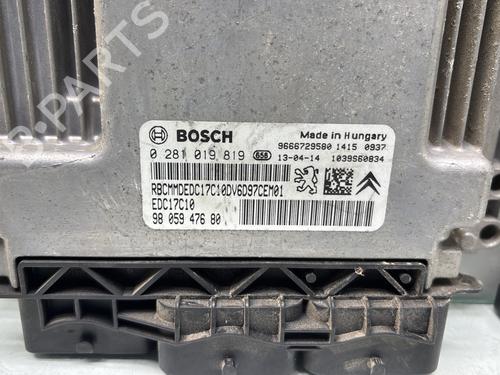 BOSCH
Made in Hungary
9666729580 1415 0937
0 281 019 819 658 13-04-14 1039S60834
RBCMMDEDC17C10DV6D97CEM01
EDC17C10
98 059 476 80
B-PARTS